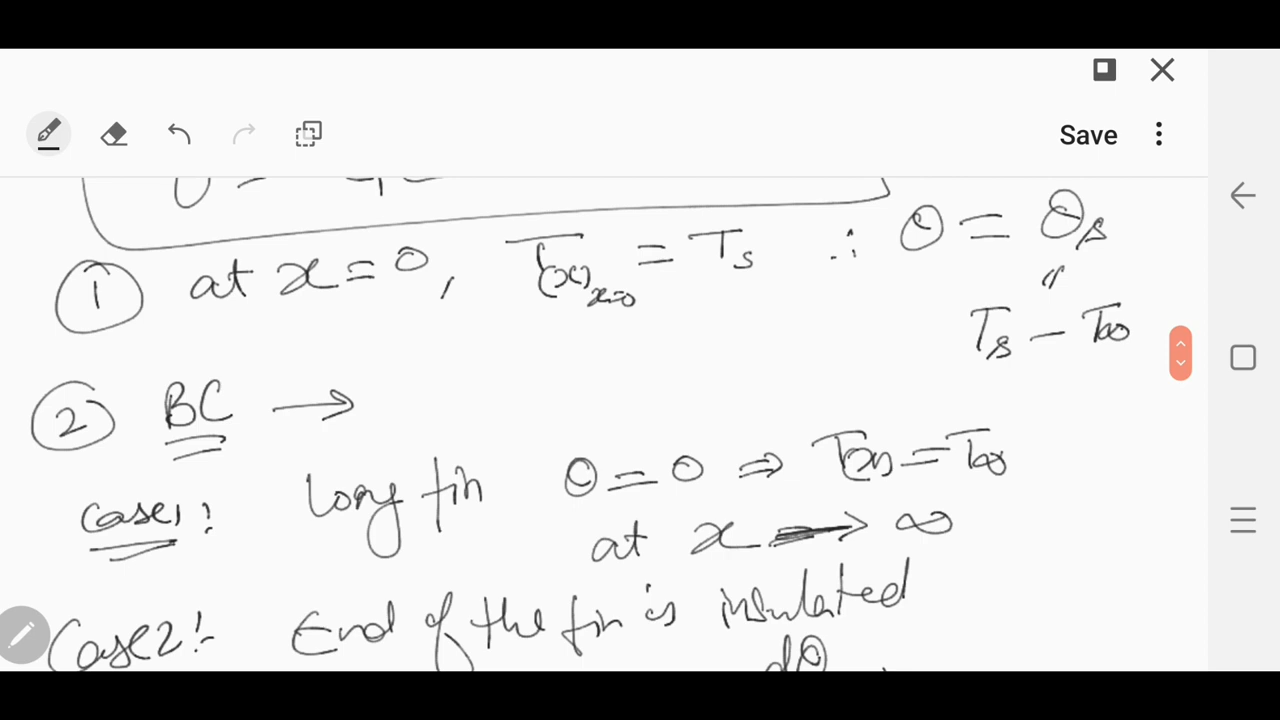 Save
① at x = 0, T(x)x=0 = Ts ∴ θ = θs
〃
Ts - T∞
② BC →
Case1: long fin θ = 0 ⇒ T(x) = T∞
at x → ∞
Case2:- End of the fin is insulated
dθ